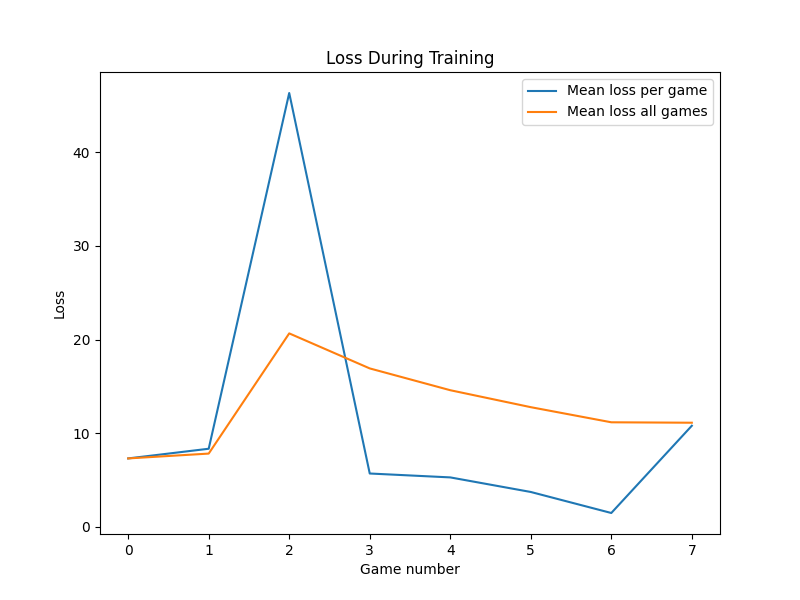 Loss During Training
Mean loss per game
Mean loss all games
Loss
40
30
20
10
0
0 1 2 3 4 5 6 7
Game number